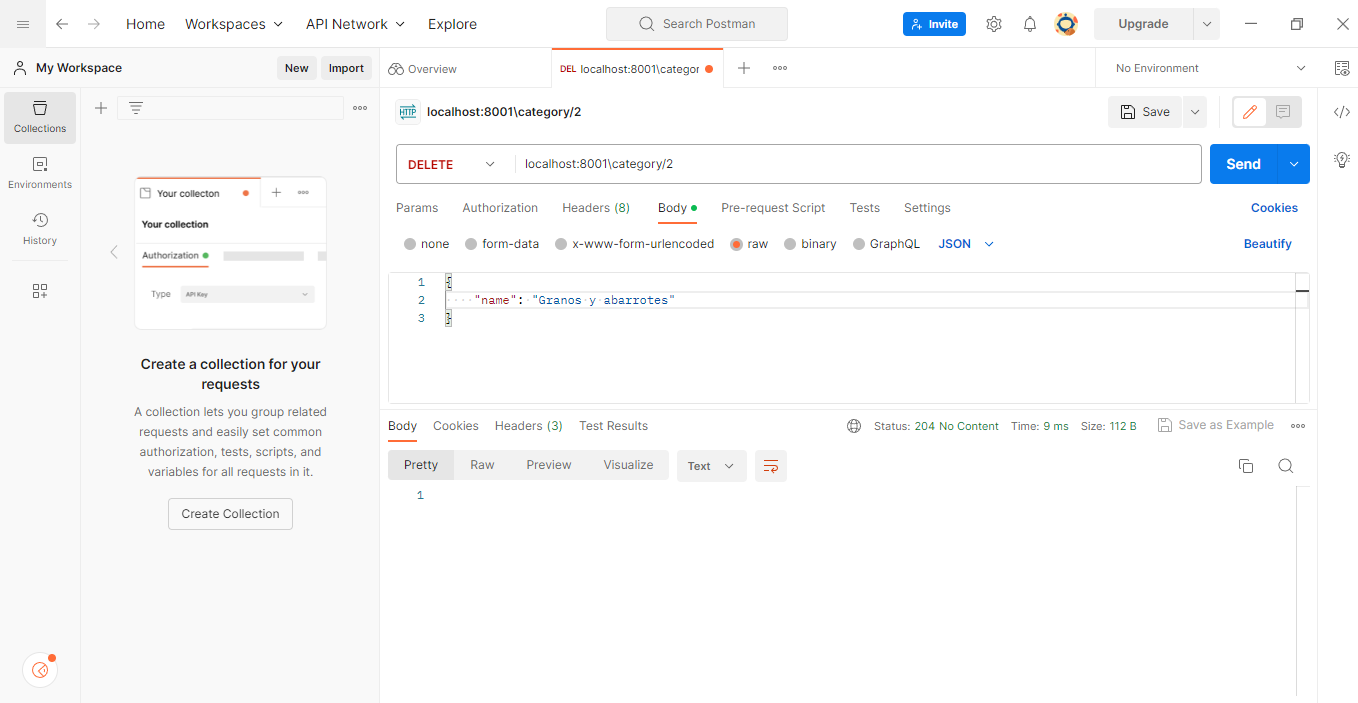 Home Workspaces API Network Explore Search Postman Invite Upgrade
My Workspace New Import Overview DEL localhost:8001\categor No Environment
Collections
Environments
History
Your collecton
Your collection
Authorization
Type API Key
Create a collection for your
requests
A collection lets you group related
requests and easily set common
authorization, tests, scripts, and
variables for all requests in it.
Create Collection
HTTP localhost:8001\category/2 Save
DELETE localhost:8001\category/2 Send
Params Authorization Headers (8) Body Pre-request Script Tests Settings Cookies
none form-data x-www-form-urlencoded raw binary GraphQL JSON Beautify
1 {
2 "name": "Granos y abarrotes"
3 }
Body Cookies Headers (3) Test Results Status: 204 No Content Time: 9 ms Size: 112 B Save as Example
Pretty Raw Preview Visualize Text
1